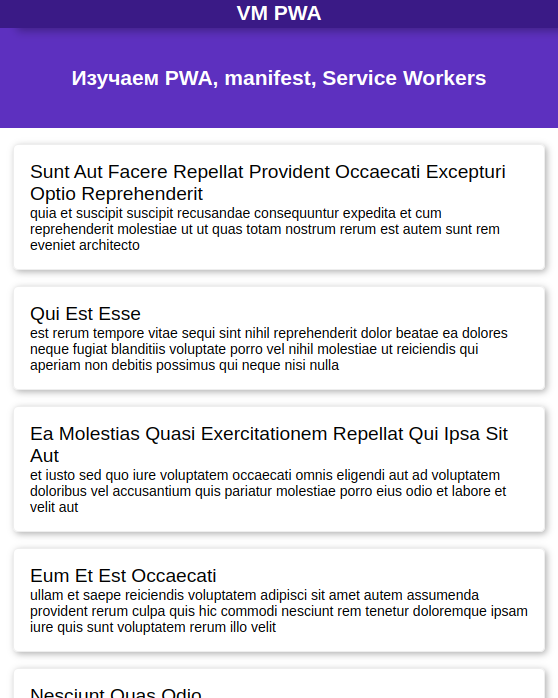 VM PWA
Изучаем PWA, manifest, Service Workers
Sunt Aut Facere Repellat Provident Occaecati Excepturi
Optio Reprehenderit
quia et suscipit suscipit recusandae consequuntur expedita et cum
reprehenderit molestiae ut ut quas totam nostrum rerum est autem sunt rem
eveniet architecto
Qui Est Esse
est rerum tempore vitae sequi sint nihil reprehenderit dolor beatae ea dolores
neque fugiat blanditiis voluptate porro vel nihil molestiae ut reiciendis qui
aperiam non debitis possimus qui neque nisi nulla
Ea Molestias Quasi Exercitationem Repellat Qui Ipsa Sit
Aut
et iusto sed quo iure voluptatem occaecati omnis eligendi aut ad voluptatem
doloribus vel accusantium quis pariatur molestiae porro eius odio et labore et
velit aut
Eum Et Est Occaecati
ullam et saepe reiciendis voluptatem adipisci sit amet autem assumenda
provident rerum culpa quis hic commodi nesciunt rem tenetur doloremque ipsam
iure quis sunt voluptatem rerum illo velit
Nesciunt Quas Odio